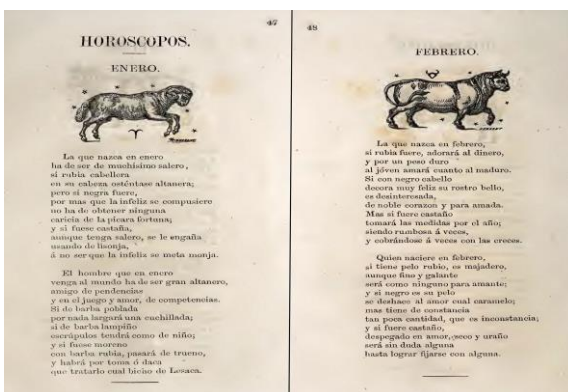 47
HOROSCOPOS.
ENERO.
La que nazca en enero
ha de ser de muchísimo salero,
si rubia cabellera
en su cabeza osténtase altanera;
pero si negra fuere,
por mas que la infeliz se compusiere
no ha de obtener ninguna
caricia de la pícara fortuna;
y si fuese castaña,
aunque tenga salero, se le engaña
usando de lisonja,
á no ser que la infeliz se meta monja.
El hombre que en enero
venga al mundo ha de ser gran altanero,
amigo de pendencias
y en el juego y amor, de competencias.
Si de barba poblada
por nada largará una cuchillada;
si de barba lampiño
escrúpulos tendrá como de niño;
y si fuese moreno
con barba rubia, pasará de trueno,
y habrá por toma ó daca
que tratarlo cual bicho de Lesaca.
48
FEBRERO.
La que nazca en febrero,
si rubia fuere, adorará al dinero,
y por un peso duro
al jóven amará cuanto al maduro.
Si con negro cabello
decora muy feliz su rostro bello,
es desinteresada,
de noble corazon y para amada.
Mas si fuere castaño
tomará las medidas por el año;
siendo rumbosa á veces,
y cobrándose á veces con las creces.
Quien naciere en febrero,
si tiene pelo rubio, es majadero,
aunque fino y galante
será como ninguno para amante;
y si negro es su pelo
se deshace al amor cual caramelo;
mas tiene de constancia
tan poca cantidad, que es inconstancia;
y si fuere castaño,
despegado en amor, seco y uraño
será sin duda alguna
hasta lograr fijarse con alguna.